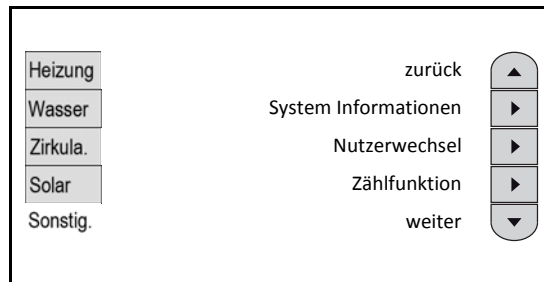 Heizung zurück
Wasser System Informationen
Zirkula. Nutzerwechsel
Solar Zählfunktion
Sonstig. weiter